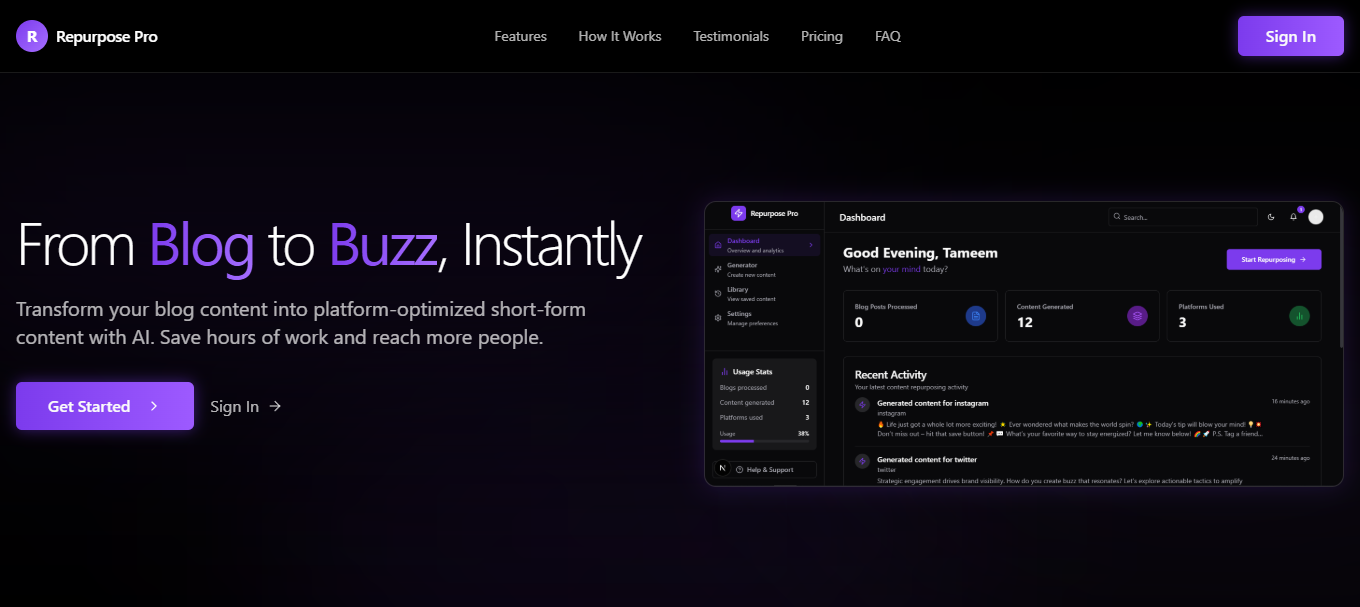 R Repurpose Pro
Features How It Works Testimonials Pricing FAQ
Sign In
From Blog to Buzz, Instantly
Transform your blog content into platform-optimized short-form
content with AI. Save hours of work and reach more people.
Get Started
Sign In
Repurpose Pro
Dashboard
Overview and analytics
Generator
Create new content
Library
View saved content
Settings
Manage preferences
Usage Stats
Blogs processed 0
Content generated 12
Platforms used 3
Usage 38%
N
Help & Support
Dashboard
Search...
Good Evening, Tameem
What's on your mind today?
Start Repurposing
Blog Posts Processed
0
Content Generated
12
Platforms Used
3
Recent Activity
Your latest content repurposing activity
Generated content for instagram
16 minutes ago
instagram
🔥 Life just got a whole lot more exciting! 🌟 Ever wondered what makes the world spin? 🌍 ✨ Today's tip will blow your mind! 💡 💥
Don't miss out – hit that save button! 📌 💬 What's your favorite way to stay energized? Let me know below! 🌈 🚀 P.S. Tag a friend...
Generated content for twitter
24 minutes ago
twitter
Strategic engagement drives brand visibility. How do you create buzz that resonates? Let's explore actionable tactics to amplify